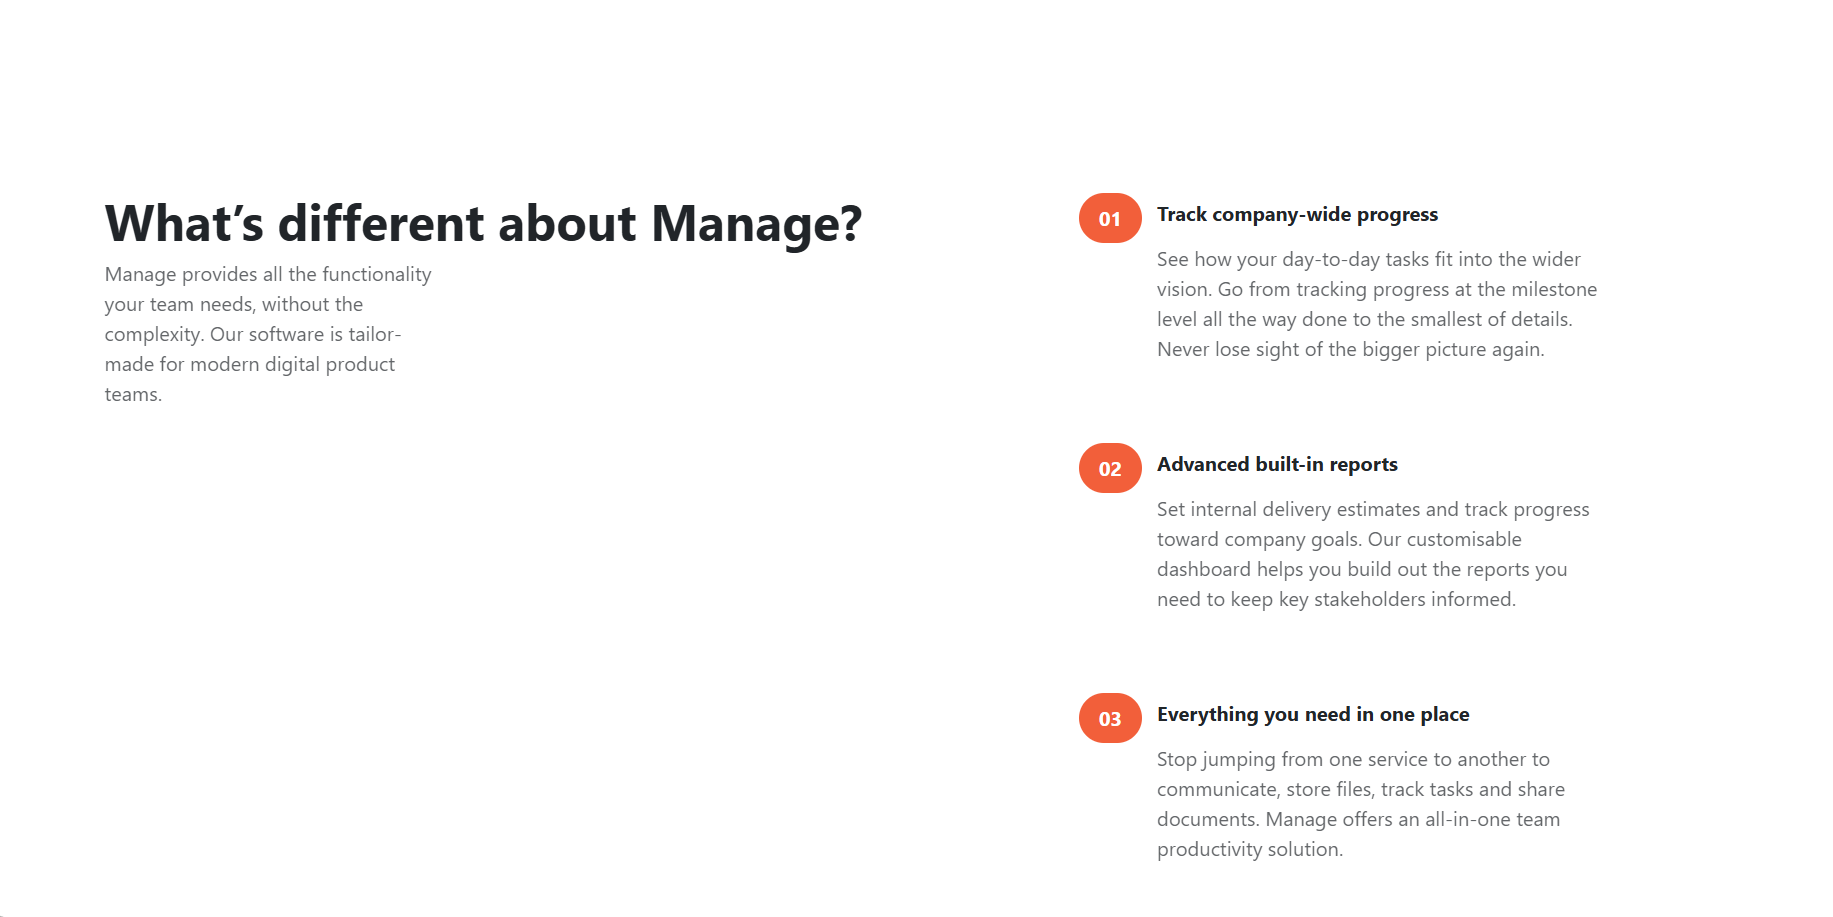 What’s different about Manage?
Manage provides all the functionality
your team needs, without the
complexity. Our software is tailor-
made for modern digital product
teams.
01
Track company-wide progress
See how your day-to-day tasks fit into the wider
vision. Go from tracking progress at the milestone
level all the way done to the smallest of details.
Never lose sight of the bigger picture again.
02
Advanced built-in reports
Set internal delivery estimates and track progress
toward company goals. Our customisable
dashboard helps you build out the reports you
need to keep key stakeholders informed.
03
Everything you need in one place
Stop jumping from one service to another to
communicate, store files, track tasks and share
documents. Manage offers an all-in-one team
productivity solution.